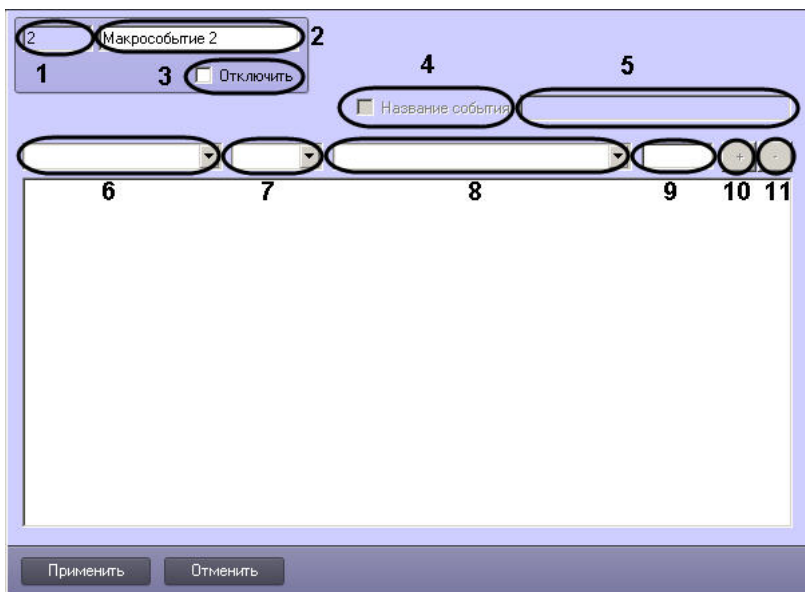 2 Макрособытие 2 2
1 3 Отключить
4 5
Название события
+ -
6 7 8 9 10 11
Применить Отменить